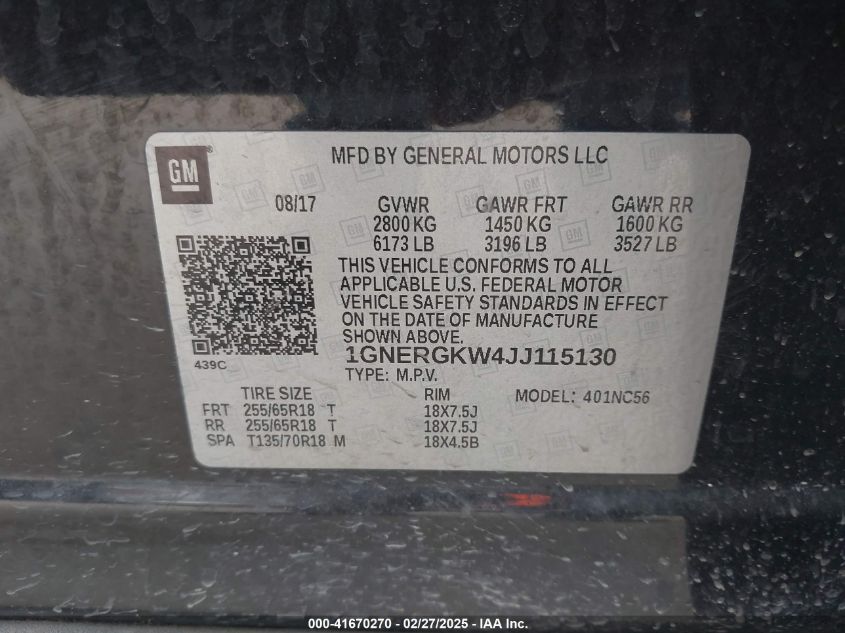 GM
MFD BY GENERAL MOTORS LLC
08/17 GVWR GAWR FRT GAWR RR
2800 KG 1450 KG 1600 KG
6173 LB 3196 LB 3527 LB
THIS VEHICLE CONFORMS TO ALL
APPLICABLE U.S. FEDERAL MOTOR
VEHICLE SAFETY STANDARDS IN EFFECT
ON THE DATE OF MANUFACTURE
SHOWN ABOVE.
439C
1GNERGKW4JJ115130
TYPE: M.P.V.
TIRE SIZE RIM MODEL: 401NC56
FRT 255/65R18 T 18X7.5J
RR 255/65R18 T 18X7.5J
SPA T135/70R18 M 18X4.5B
000-41670270 - 02/27/2025 - IAA Inc.